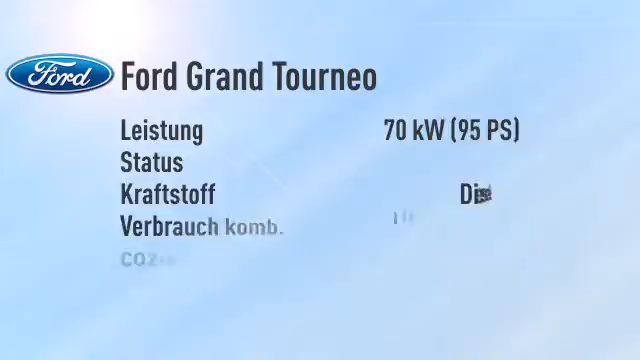 Ford
Ford Grand Tourneo
Leistung 70 kW (95 PS)
Status
Kraftstoff
Verbrauch komb.